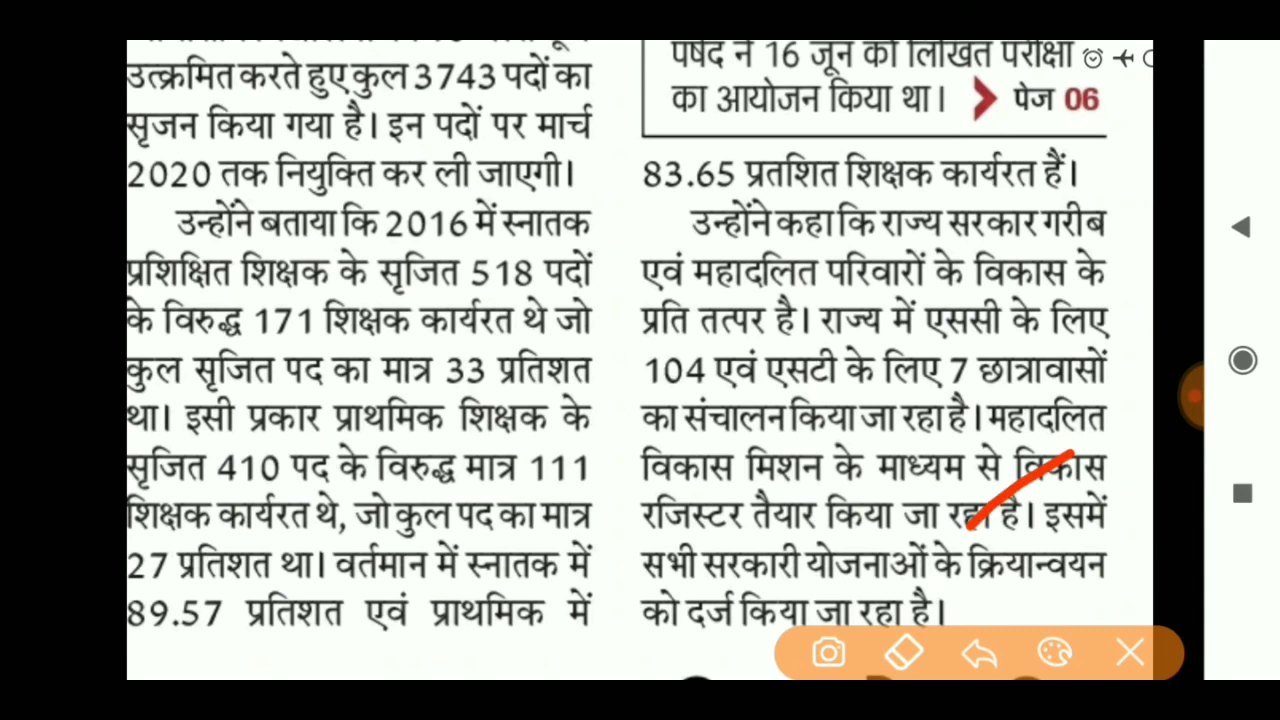 उत्क्रमित करते हुए कुल 3743 पदों का
सृजन किया गया है। इन पदों पर मार्च
2020 तक नियुक्ति कर ली जाएगी।
उन्होंने बताया कि 2016 में स्नातक
प्रशिक्षित शिक्षक के सृजित 518 पदों
के विरुद्ध 171 शिक्षक कार्यरत थे जो
कुल सृजित पद का मात्र 33 प्रतिशत
था। इसी प्रकार प्राथमिक शिक्षक के
सृजित 410 पद के विरुद्ध मात्र 111
शिक्षक कार्यरत थे, जो कुल पद का मात्र
27 प्रतिशत था। वर्तमान में स्नातक में
89.57 प्रतिशत एवं प्राथमिक में
पर्षद ने 16 जून को लिखित परीक्षा
का आयोजन किया था। पेज 06
83.65 प्रतशित शिक्षक कार्यरत हैं।
उन्होंने कहा कि राज्य सरकार गरीब
एवं महादलित परिवारों के विकास के
प्रति तत्पर है। राज्य में एससी के लिए
104 एवं एसटी के लिए 7 छात्रावासों
का संचालन किया जा रहा है। महादलित
विकास मिशन के माध्यम से विकास
रजिस्टर तैयार किया जा रहा है। इसमें
सभी सरकारी योजनाओं के क्रियान्वयन
को दर्ज किया जा रहा है।